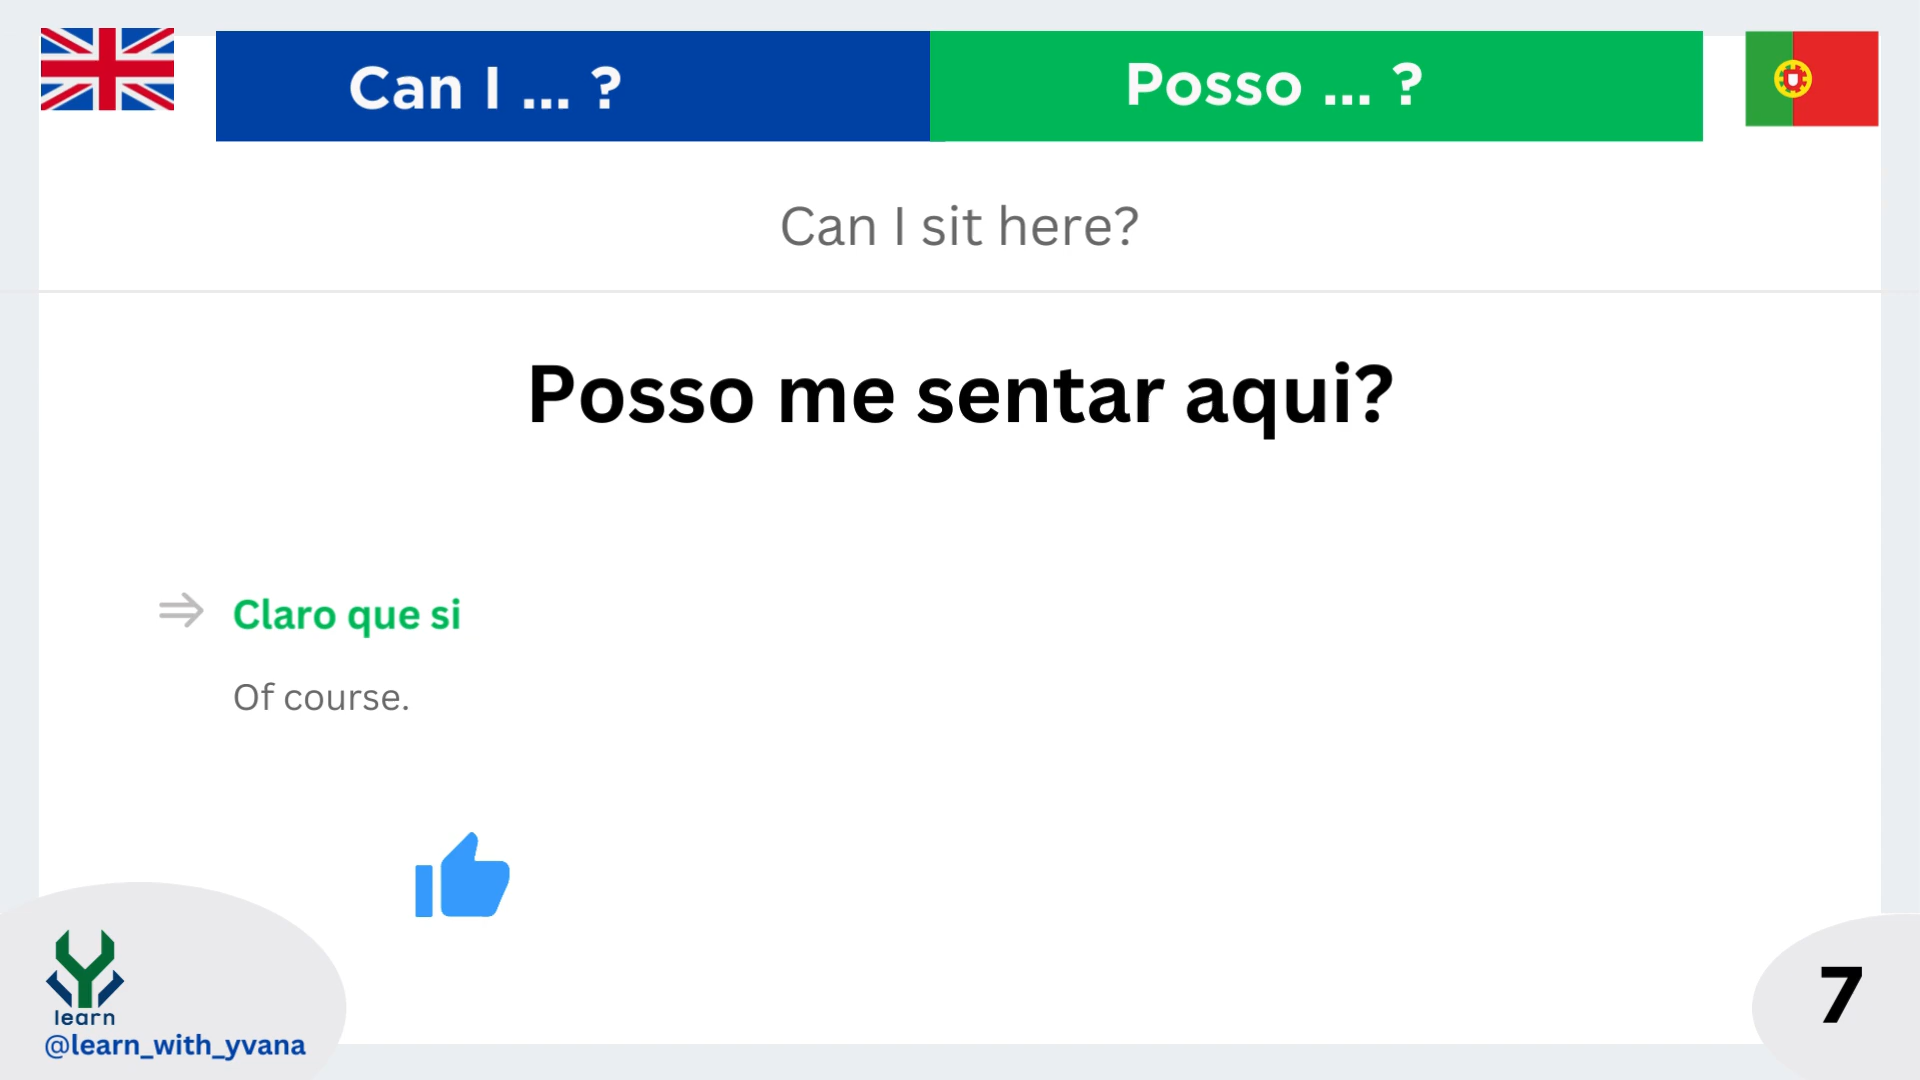 Can I ... ?
Posso ... ?
Can I sit here?
Posso me sentar aqui?
Claro que si
Of course.
learn
@learn_with_yvana
7